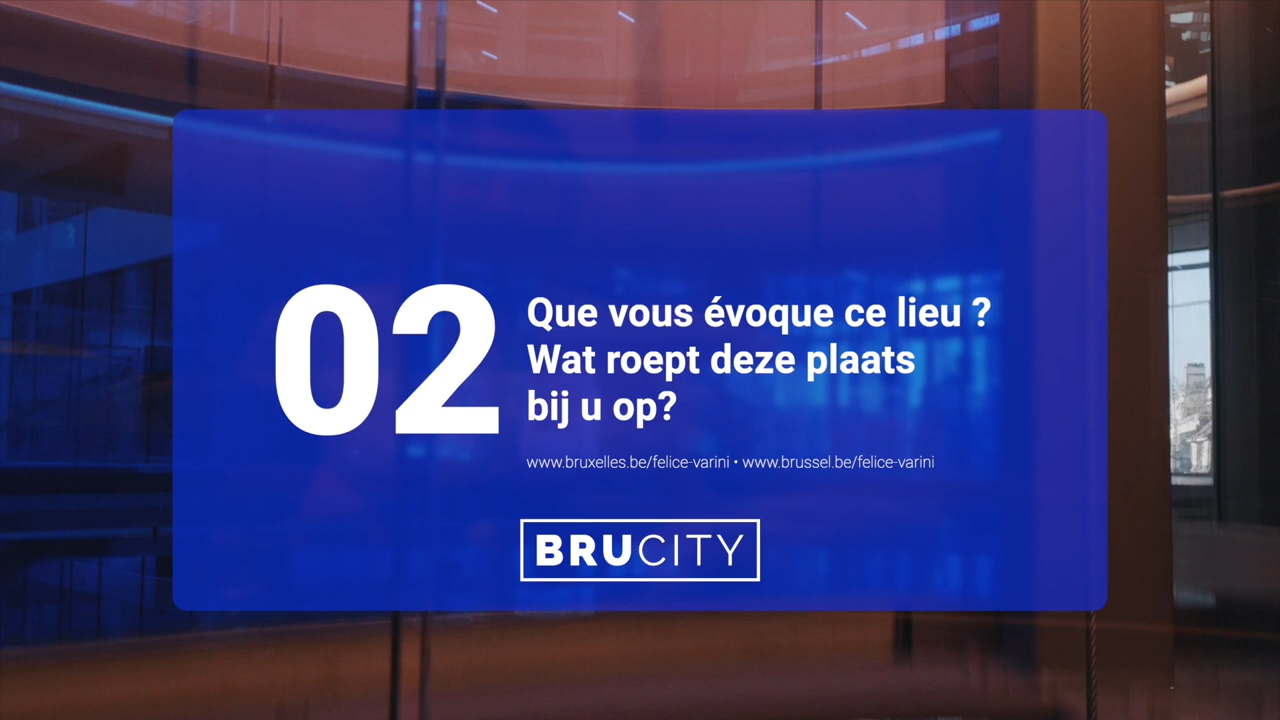 02
Que vous évoque ce lieu ?
Wat roept deze plaats
bij u op?
www.bruxelles.be/felice-varini • www.brussel.be/felice-varini
BRUCITY